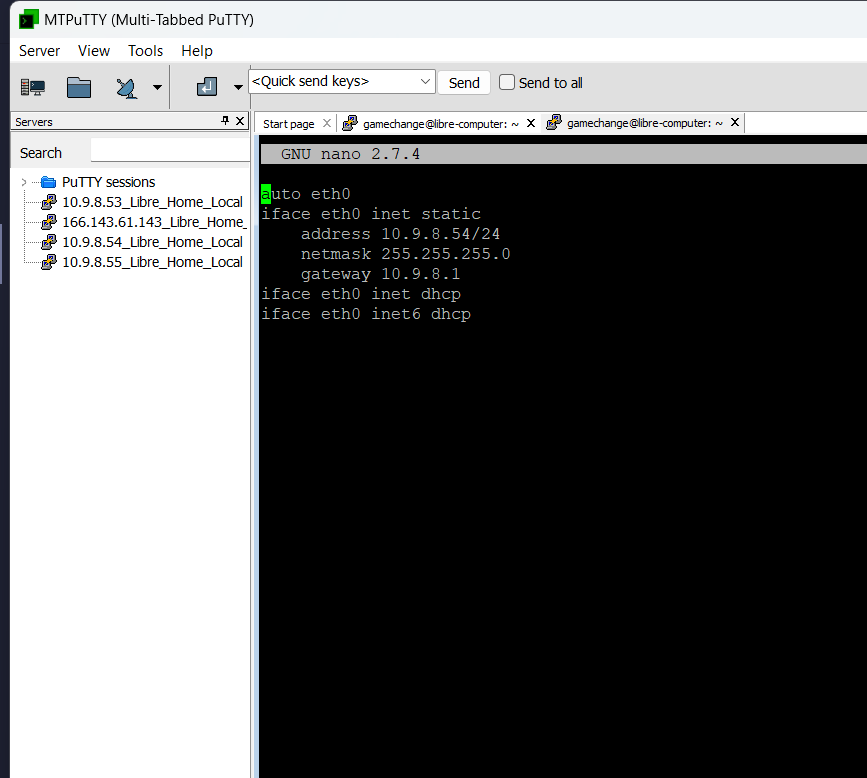 MTPuTTY (Multi-Tabbed PuTTY)
Server View Tools Help
<Quick send keys> Send Send to all
Servers
Start page gamechange@libre-computer: ~ gamechange@libre-computer: ~
Search
GNU nano 2.7.4
PuTTY sessions
10.9.8.53_Libre_Home_Local
166.143.61.143_Libre_Home_
10.9.8.54_Libre_Home_Local
10.9.8.55_Libre_Home_Local
auto eth0
iface eth0 inet static
    address 10.9.8.54/24
    netmask 255.255.255.0
    gateway 10.9.8.1
iface eth0 inet dhcp
iface eth0 inet6 dhcp